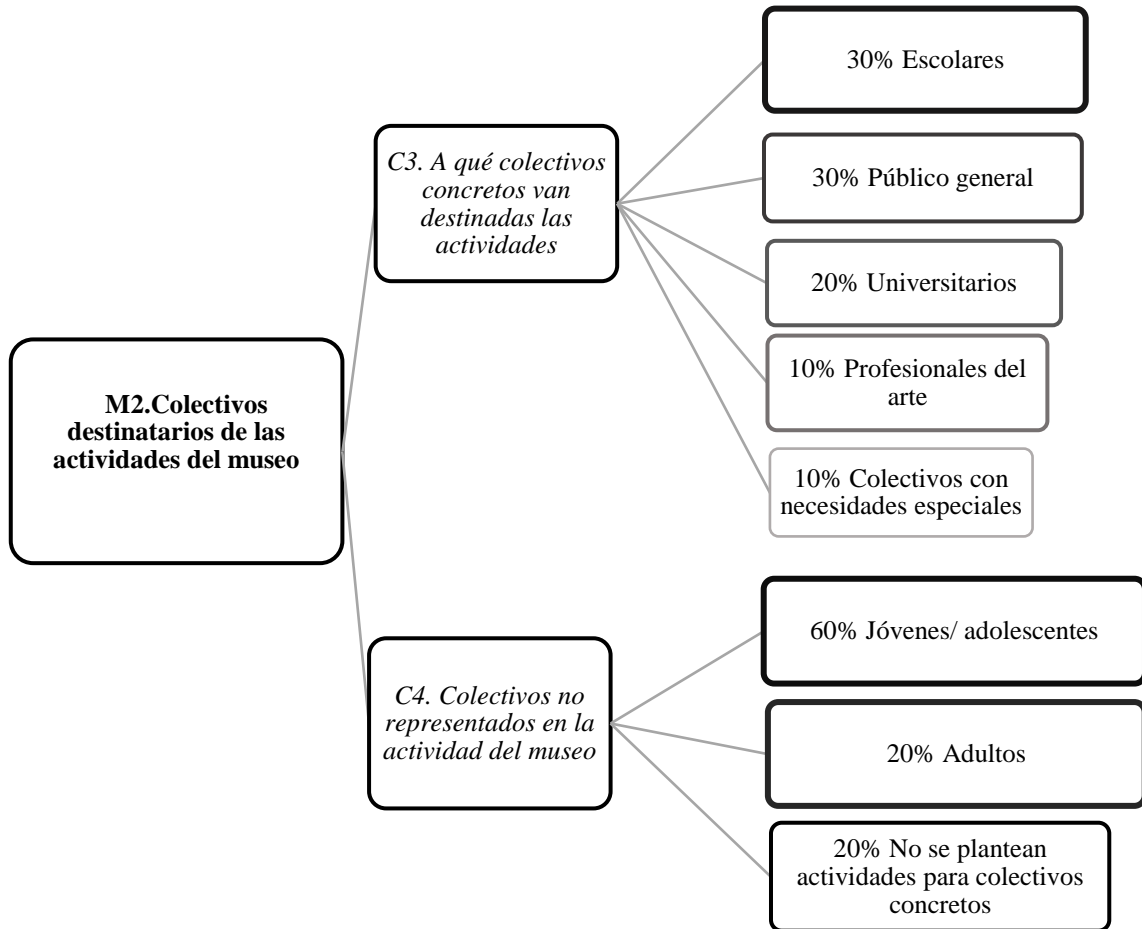 30% Escolares
C3. A qué colectivos
concretos van
destinadas las
actividades
30% Público general
20% Universitarios
10% Profesionales del
arte
M2.Colectivos
destinatarios de las
actividades del museo
10% Colectivos con
necesidades especiales
60% Jóvenes/ adolescentes
C4. Colectivos no
representados en la
actividad del museo
20% Adultos
20% No se plantean
actividades para colectivos
concretos